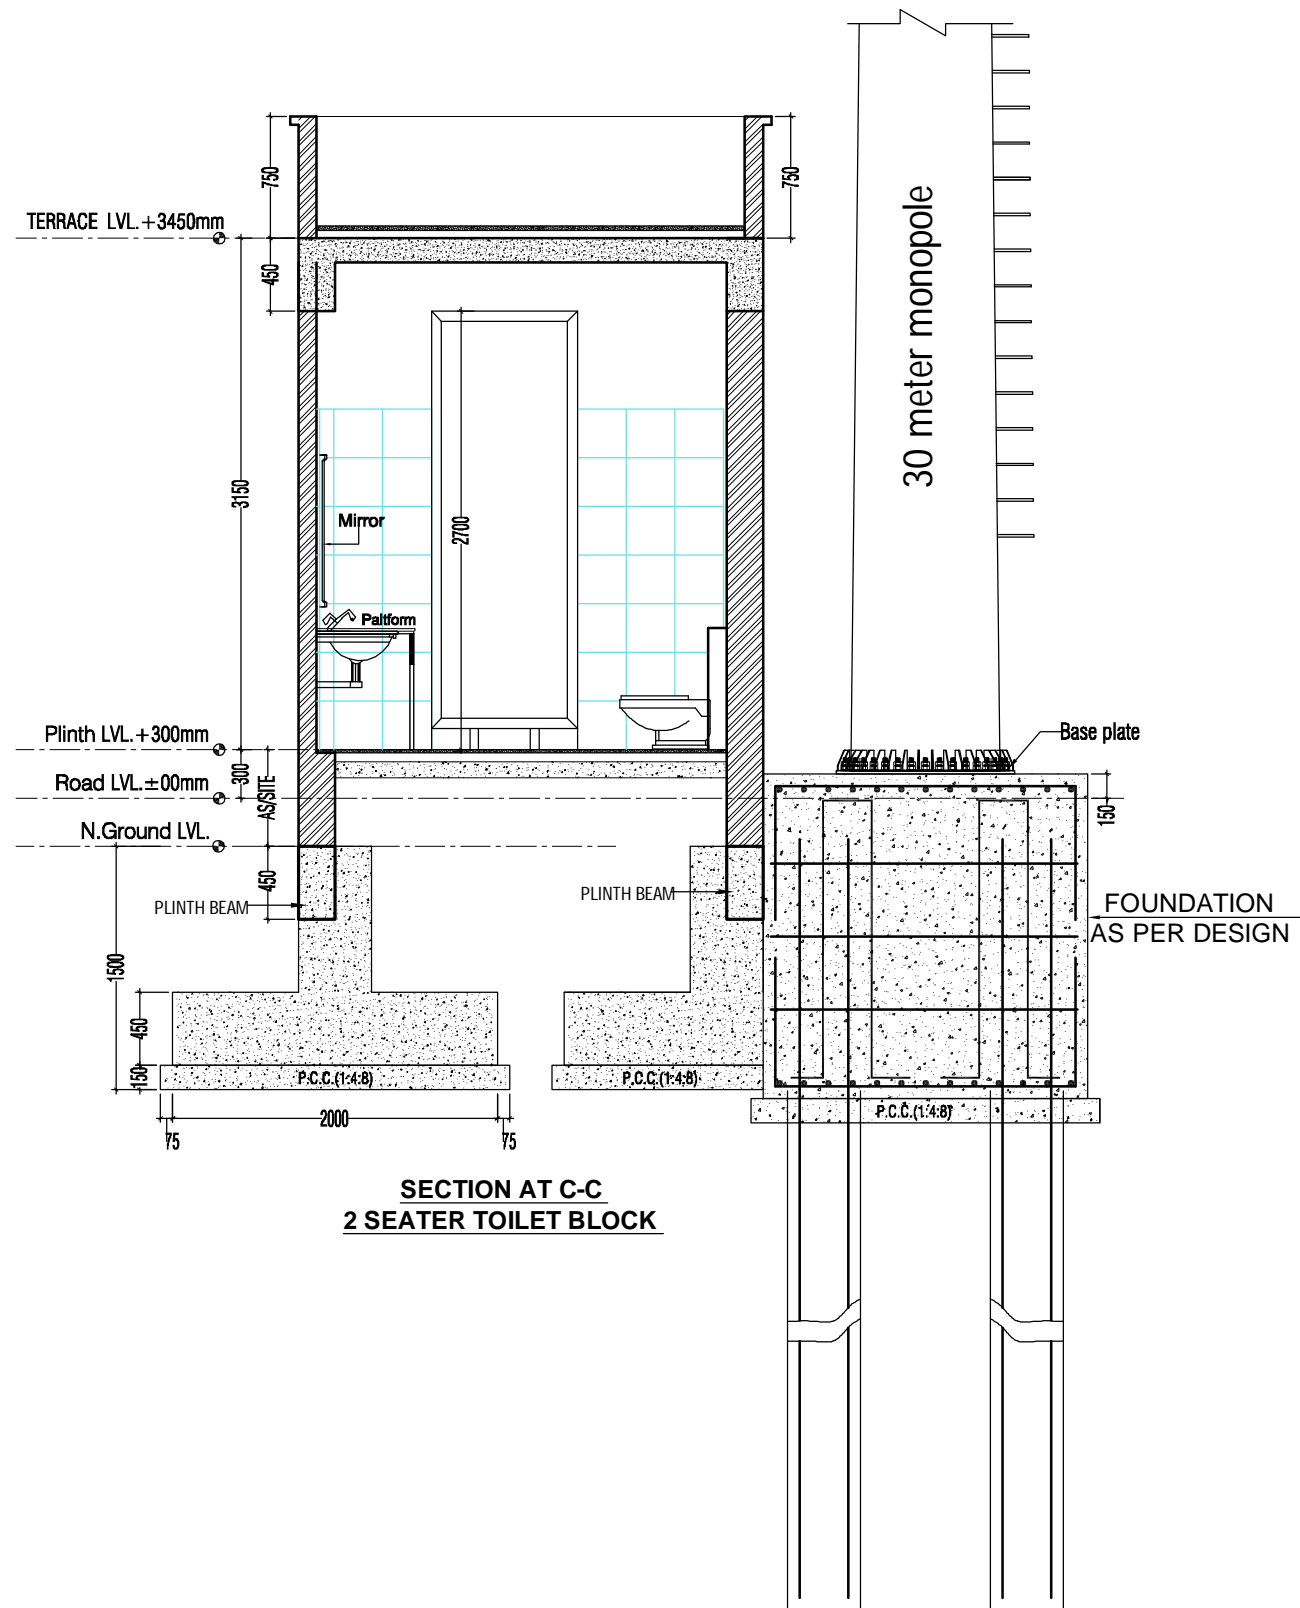 750
750
TERRACE LVL.+3450mm
450
30 meter monopole
3150
2700
Mirror
Paltform
Plinth LVL.+300mm
Base plate
300
Road LVL.±00mm
AS/SITE
150
N.Ground LVL.
450
PLINTH BEAM
PLINTH BEAM
FOUNDATION
AS PER DESIGN
1500
450
150
P.C.C.(1:4:8)
P.C.C.(1:4:8)
P.C.C.(1:4:8)
2000
75
75
SECTION AT C-C
2 SEATER TOILET BLOCK